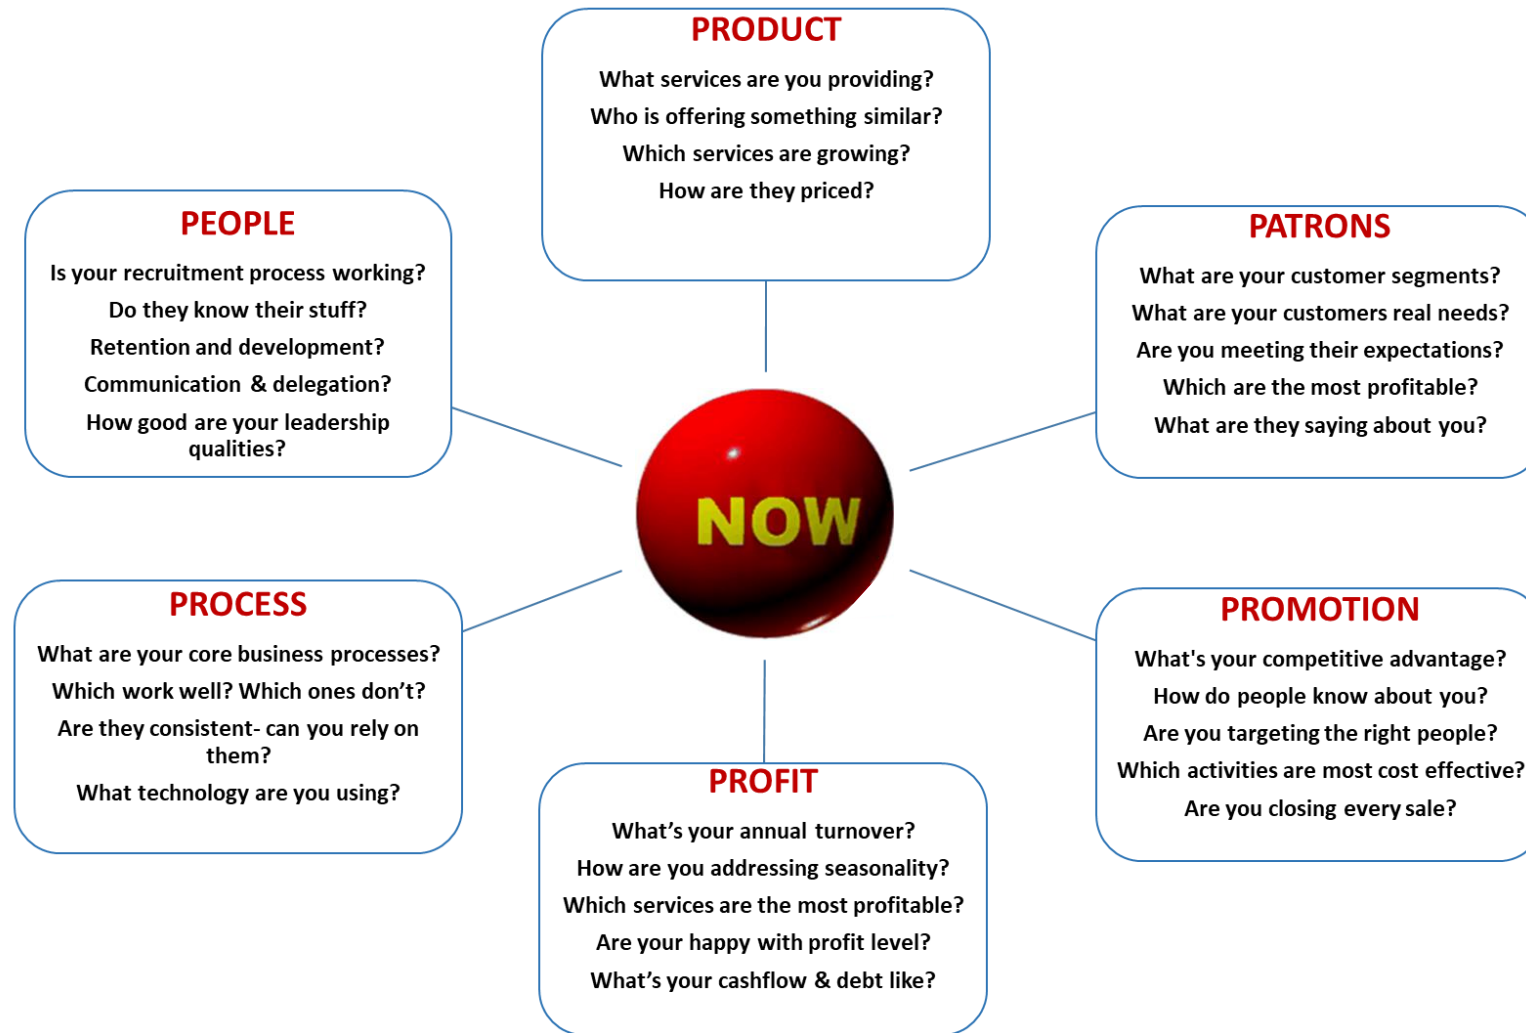 PRODUCT
What services are you providing?
Who is offering something similar?
Which services are growing?
How are they priced?
PEOPLE
Is your recruitment process working?
Do they know their stuff?
Retention and development?
Communication & delegation?
How good are your leadership
qualities?
PATRONS
What are your customer segments?
What are your customers real needs?
Are you meeting their expectations?
Which are the most profitable?
What are they saying about you?
NOW
PROCESS
What are your core business processes?
Which work well? Which ones don’t?
Are they consistent- can you rely on
them?
What technology are you using?
PROMOTION
What's your competitive advantage?
How do people know about you?
Are you targeting the right people?
Which activities are most cost effective?
Are you closing every sale?
PROFIT
What’s your annual turnover?
How are you addressing seasonality?
Which services are the most profitable?
Are your happy with profit level?
What’s your cashflow & debt like?